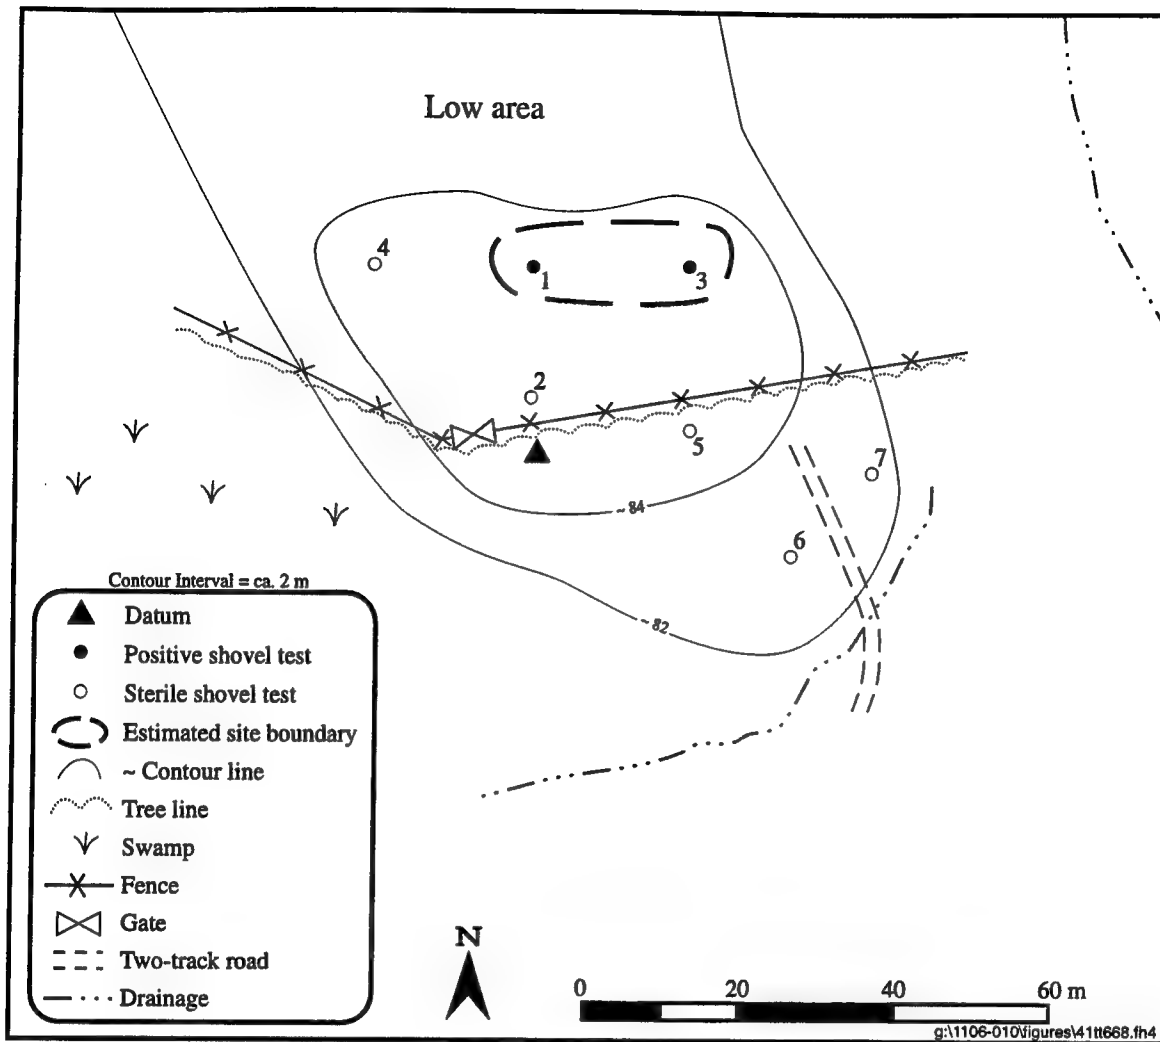 Low area
4
1
3
2
5
7
~84
6
~82
Contour Interval = ca. 2 m
Datum
Positive shovel test
Sterile shovel test
Estimated site boundary
~ Contour line
Tree line
Swamp
Fence
Gate
Two-track road
Drainage
N
0 20 40 60 m
g:\1106-010\figures\41tt668.fh4